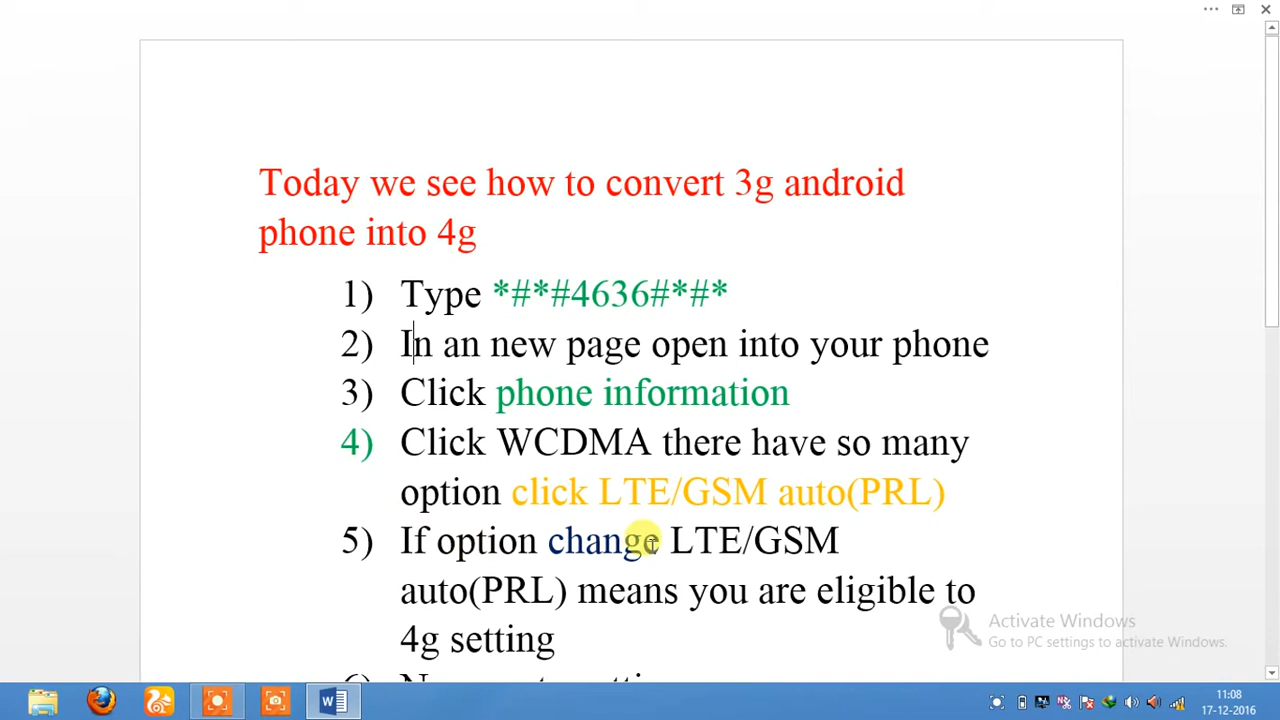 Today we see how to convert 3g android
phone into 4g
1) Type *#*#4636#*#*
2) In an new page open into your phone
3) Click phone information
4) Click WCDMA there have so many
option click LTE/GSM auto(PRL)
5) If option change LTE/GSM
auto(PRL) means you are eligible to
4g setting
Activate Windows
Go to PC settings to activate Windows.
11:08
17-12-2016